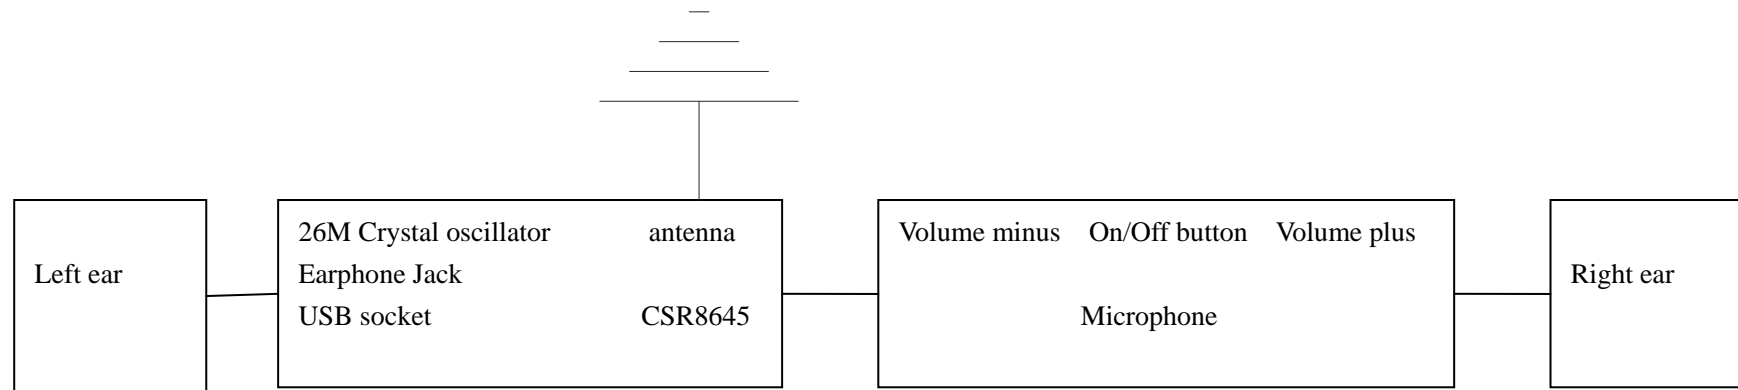 Left ear
26M Crystal oscillator antenna
Earphone Jack
USB socket CSR8645
Volume minus On/Off button Volume plus
Microphone
Right ear